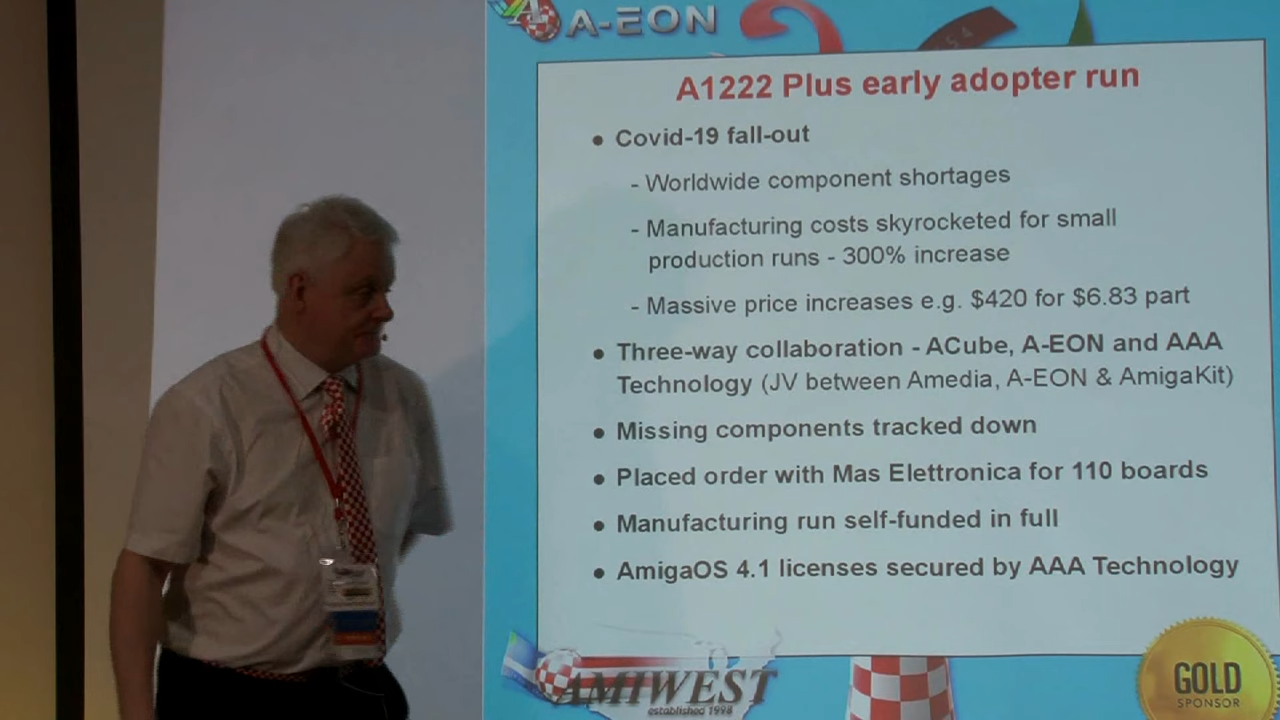 A-EON
A1222 Plus early adopter run
• Covid-19 fall-out
- Worldwide component shortages
- Manufacturing costs skyrocketed for small
production runs - 300% increase
- Massive price increases e.g. $420 for $6.83 part
• Three-way collaboration - ACube, A-EON and AAA
Technology (JV between Amedia, A-EON & AmigaKit)
• Missing components tracked down
• Placed order with Mas Elettronica for 110 boards
• Manufacturing run self-funded in full
• AmigaOS 4.1 licenses secured by AAA Technology
AMIWEST
established 1998
GOLD
SPONSOR